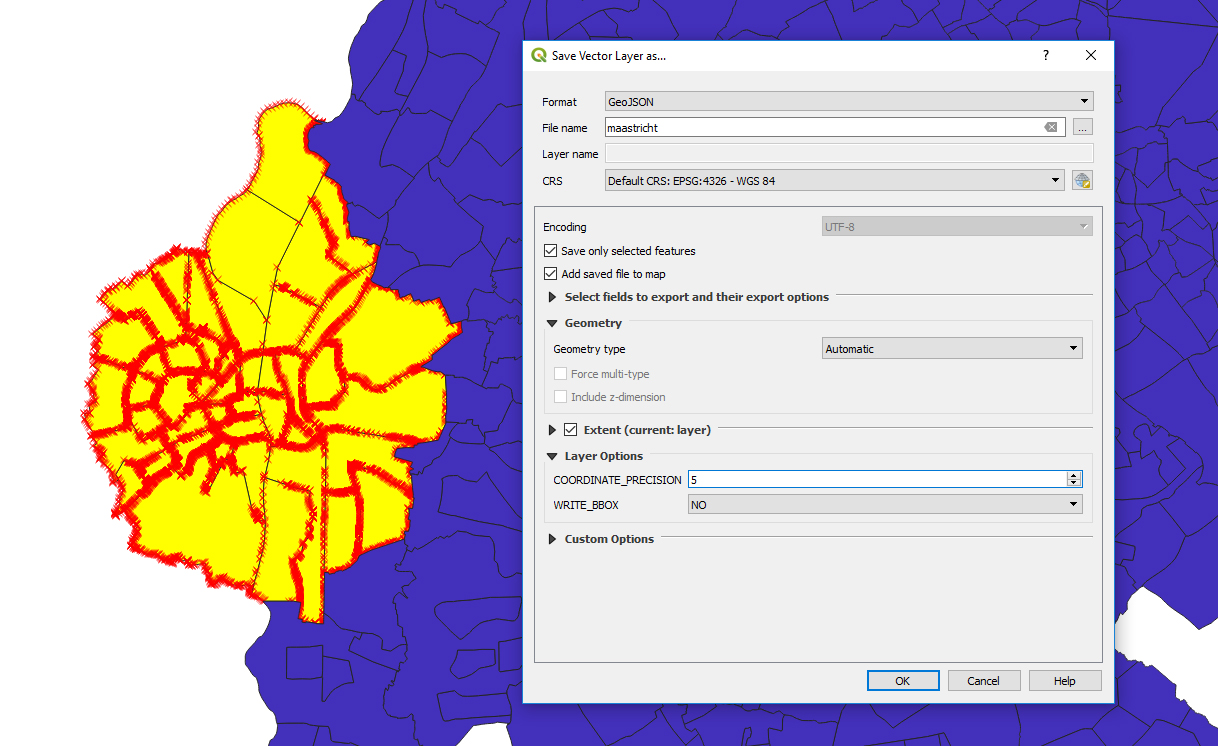 Save Vector Layer as...
?
Format GeoJSON
File name maastricht ...
Layer name
CRS Default CRS: EPSG:4326 - WGS 84
Encoding UTF-8
Save only selected features
Add saved file to map
Select fields to export and their export options
Geometry
Geometry type Automatic
Force multi-type
Include z-dimension
Extent (current: layer)
Layer Options
COORDINATE_PRECISION 5
WRITE_BBOX NO
Custom Options
OK Cancel Help